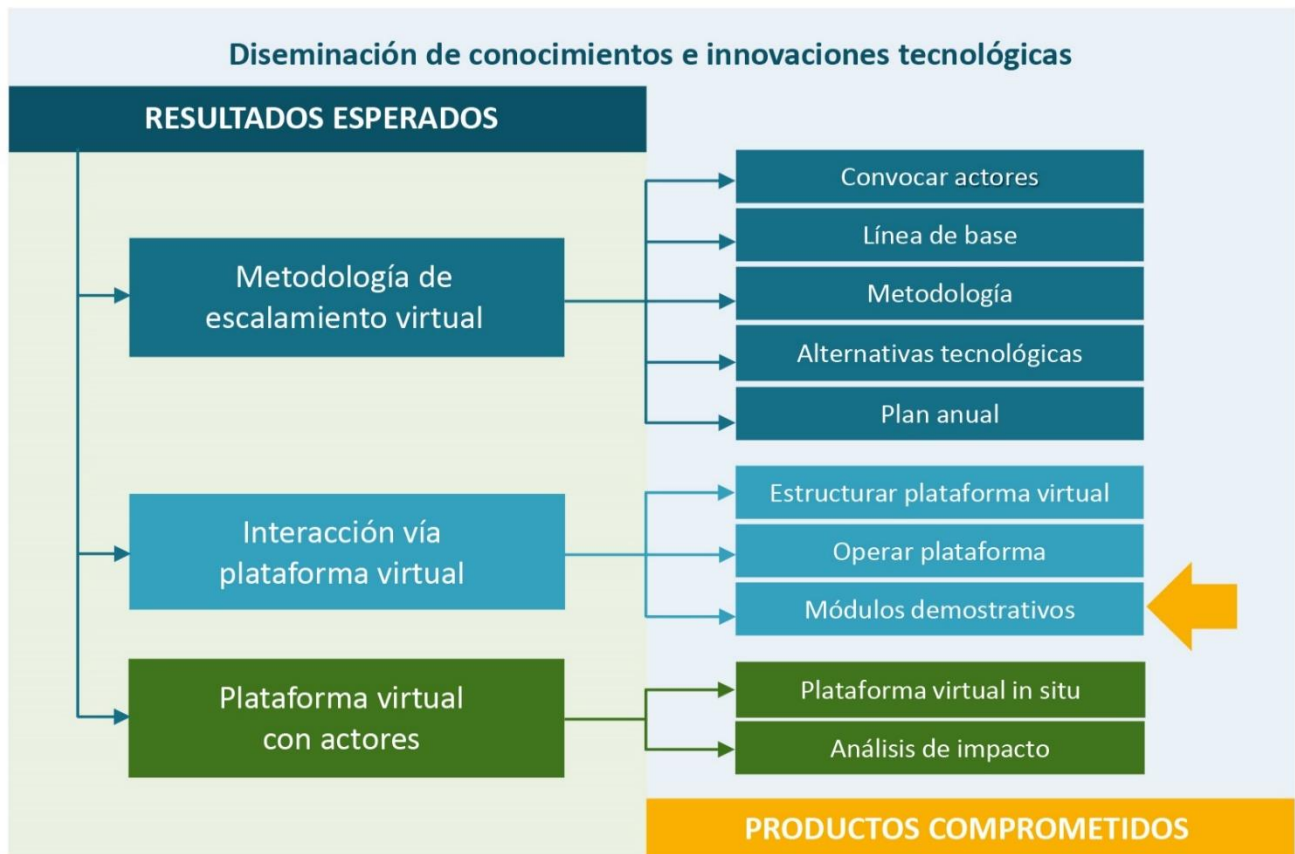 Diseminación de conocimientos e innovaciones tecnológicas
RESULTADOS ESPERADOS
Metodología de
escalamiento virtual
Convocar actores
Línea de base
Metodología
Alternativas tecnológicas
Plan anual
Interacción vía
plataforma virtual
Estructurar plataforma virtual
Operar plataforma
Módulos demostrativos
Plataforma virtual
con actores
Plataforma virtual in situ
Análisis de impacto
PRODUCTOS COMPROMETIDOS